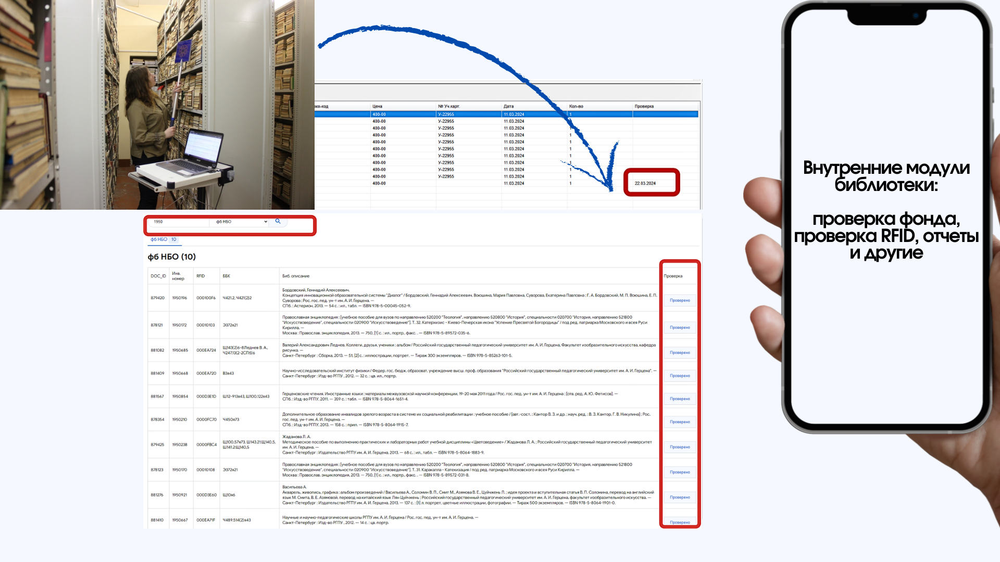 рих-код Цена № Уч.карт. Дата Кол-во Проверка
400-00 У-22955 11.03.2024 1
400-00 У-22955 11.03.2024 1
400-00 У-22955 11.03.2024 1
400-00 У-22955 11.03.2024 1
400-00 У-22955 11.03.2024 1
400-00 У-22955 11.03.2024 1
400-00 У-22955 11.03.2024 1
400-00 У-22955 11.03.2024 1
400-00 У-22955 11.03.2024 1
400-00 У-22955 11.03.2024 1
400-00 11.03.2024 1 22.03.2024
1950 фб НБО
фб НБО 10
фб НБО (10)
DOC_ID Инв. номер RFID ББК Биб. описание Проверка
879420 1950196 000100F6 Ч421.2, Ч421(2)2
Бордовский, Геннадий Алексеевич.
Концепция инновационной образовательной системы "Диалог" / Бордовский, Геннадий Алексеевич, Воюшина, Мария Павловна, Суворова, Екатерина Павловна ; Г. А. Бордовский, М. П. Воюшина, Е. П.
Суворова ; Рос. гос. пед. ун-т им. А. И. Герцена. —
СПб. : Астерион, 2013. — 54 с. : ил., табл. — ISBN 978-5-00045-052-9.
Проверено
878121 1950172 00010103 Э372я21
Православная энциклопедия : [учебное пособие для вузов по направлению 520200 "Теология", направлению 520800 "История", специальности 020700 "История, направлению 521800
"Искусствоведение", специальности 020900 "Искусствоведение"]. Т. 32. Катехизис - Киево-Печерская икона "Успение Пресвятой Богородицы" / под ред. патриарха Московского и всея Руси
Кирилла. —
Москва : Православ. энциклопедия, 2013. — 750, [1] с. : ил., портр., факс. . — ISBN 978-5-89572-035-6.
Проверено
881082 1950685 000EA724 Щ143(2)6-8Леднев В. А.,
Ч247.13(2-2СПб)6
Валерий Александрович Леднев. Коллеги, друзья, ученики : альбом / Российский государственный педагогический университет им. А. И. Герцена, Факультет изобразительного искусства, кафедра
рисунка. —
Санкт-Петербург : Сборка, 2013. — 51, [2] с. : иллюстрации, портрет. — Тираж 300 экземпляров. — ISBN 978-5-85263-101-5.
Проверено
881409 1950668 000EA720 В3я43
Научно-исследовательский институт физики / Федер. гос. бюдж. образоват. учреждение высш. проф. образования "Российский государственный педагогический университет им. А. И. Герцена". —
Санкт-Петербург : Изд-во РГПУ , 2012. — 32 с. : цв. ил., портр.
Проверено
881567 1950854 000D3E1D Ш12-913я43, Ш100.122я43
Герценовские чтения. Иностранные языки : материалы межвузовской научной конференции, 19-20 мая 2011 года / Рос. гос. пед. ун-т им. А. И. Герцена ; [отв. ред. А. Ю. Фетисов]. —
СПб. : Изд-во РГПУ, 2011. — 359 с. : табл. — ISBN 978-5-8064-1651-4.
Проверено
878354 1950210 0000FC70 Ч450я73
Дополнительное образование инвалидов зрелого возраста в системе их социальной реабилитации : учебное пособие / [авт.-сост. : Кантор В. З. и др. ; науч. ред. : В. З. Кантор, Г. В. Никулина] ; Рос.
гос. пед. ун-т им. А. И. Герцена. —
СПб. : Изд-во РГПУ, 2013. — 158 с. : прил. — ISBN 978-5-8064-1915-7.
Проверено
879425 1950238 0000FBC4 Щ100.57я73, Щ143.21:Щ140.5,
Щ141.2:Щ140,5
Жаданова Л. А.
Методическое пособие по выполнению практических и лабораторных работ учебной дисциплины «Цветоведение» / Жаданова Л. А. ; Российский государственный педагогический университет
им. А. И. Герцена. —
Санкт-Петербург : Издательство РГПУ им. А. И. Герцена, 2013. — 68 с. : ил., табл. — ISBN 978-5-8064-1883-9.
Проверено
878123 1950170 00010108 Э372я21
Православная энциклопедия : [учебное пособие для вузов по направлению 520200 "Теология", направлению 520800 "История", специальности 020700 "История, направлению 521800
"Искусствоведение", специальности 020900 "Искусствоведение"]. Т. 31. Каракалла - Катехизация / под ред. патриарха Московского и всея Руси Кирилла. —
Москва : Православ. энциклопедия, 2013. — 750, [1] с. : ил., портр., факс. . — ISBN 978-5-89572-031-8.
Проверено
881276 1950921 000D3E60 Щ10я6
Васильева А.
Акварель, живопись, графика : альбом произведений / Васильева А., Соломин В. П., Смит М., Азямова В. Е., Цуйчжень Л. ; идея проекта и вступительная статья В. П. Соломина, перевод на английский
язык М. Смита, В. Е. Азямовой, перевод на китайский язык Лян Цуйчжень ; Российский государственный педагогический университет им. А. И. Герцена, факультет изобразительного искусства. —
Санкт-Петербург : Издательство РГПУ им. А. И. Герцена, 2013. — 137 с. : [1] л. портрет, цветные иллюстрации, фотографии. — Тираж 500 экземпляров. — ISBN 978-5-8064-1901-0.
Проверено
881410 1950667 000EA71F Ч489.514(2)я43
Научные и научно-педагогические школы РГПУ им. А. И. Герцена / Рос. гос. пед. ун-т им. А. И. Герцена. —
Санкт-Петербург : Изд-во РГПУ , 2012. — 14 с. : цв. портр.
Проверено
Внутренние модули
библиотеки:
проверка фонда,
проверка RFID, отчеты
и другие